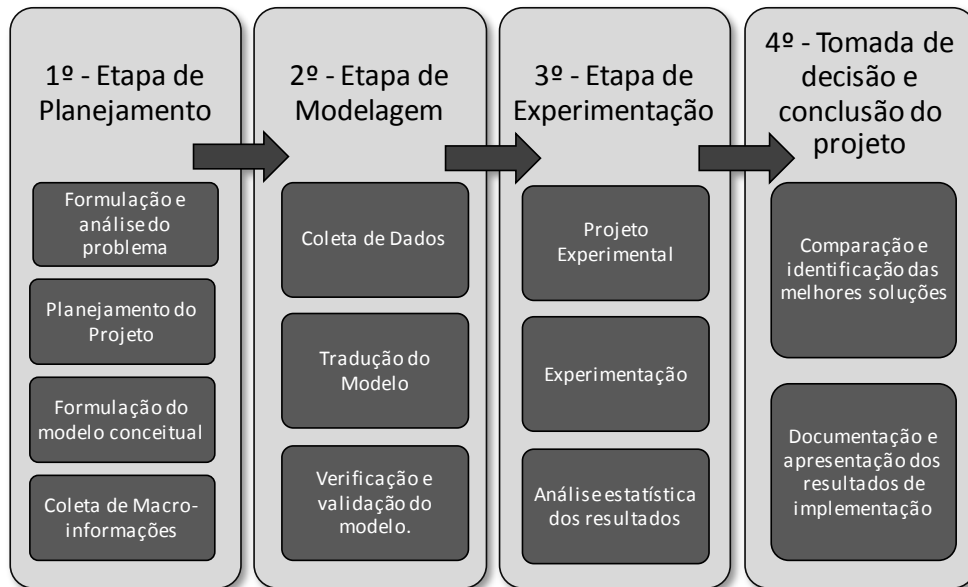 1º - Etapa de
Planejamento
Formulação e
análise do
problema
Planejamento do
Projeto
Formulação do
modelo conceitual
Coleta de Macro-
informações
2º - Etapa de
Modelagem
Coleta de Dados
Tradução do
Modelo
Verificação e
validação do
modelo.
3º - Etapa de
Experimentação
Projeto
Experimental
Experimentação
Análise estatística
dos resultados
4º - Tomada de
decisão e
conclusão do
projeto
Comparação e
identificação das
melhores soluções
Documentação e
apresentação dos
resultados de
implementação